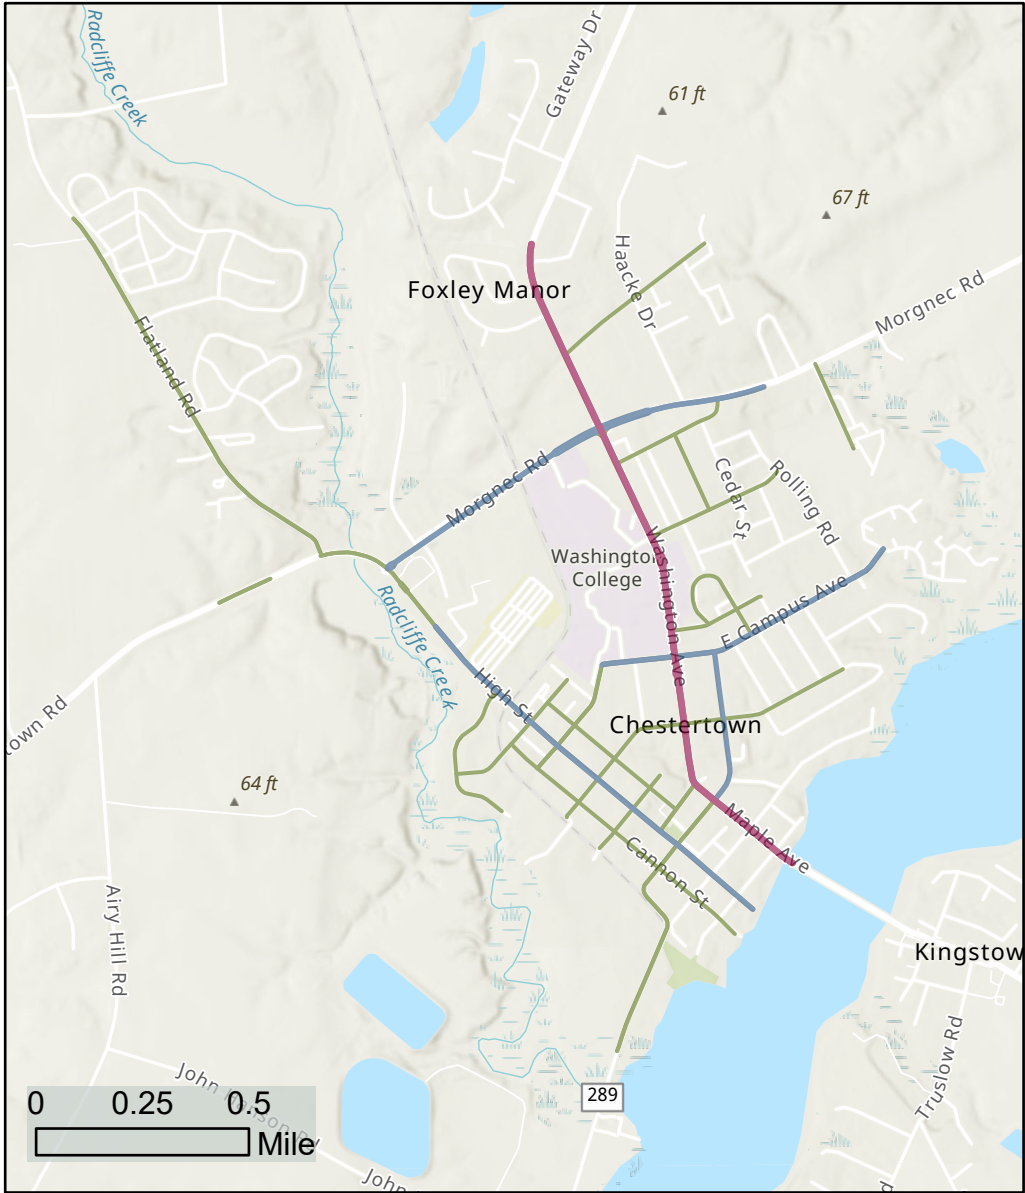 Radcliffe Creek
Gateway Dr
61 ft
67 ft
Haacke Dr
Foxley Manor
Morgnec Rd
Flatland Rd
Morgnec Rd
Cedar St
Rolling Rd
Washington
College
Washington Ave
E Campus Ave
Radcliffe Creek
High St
Chestertown
town Rd
64 ft
Maple Ave
Cannon St
Airy Hill Rd
Kingstow
Truslow Rd
289
John
Rd
John
0 0.25 0.5
Mile